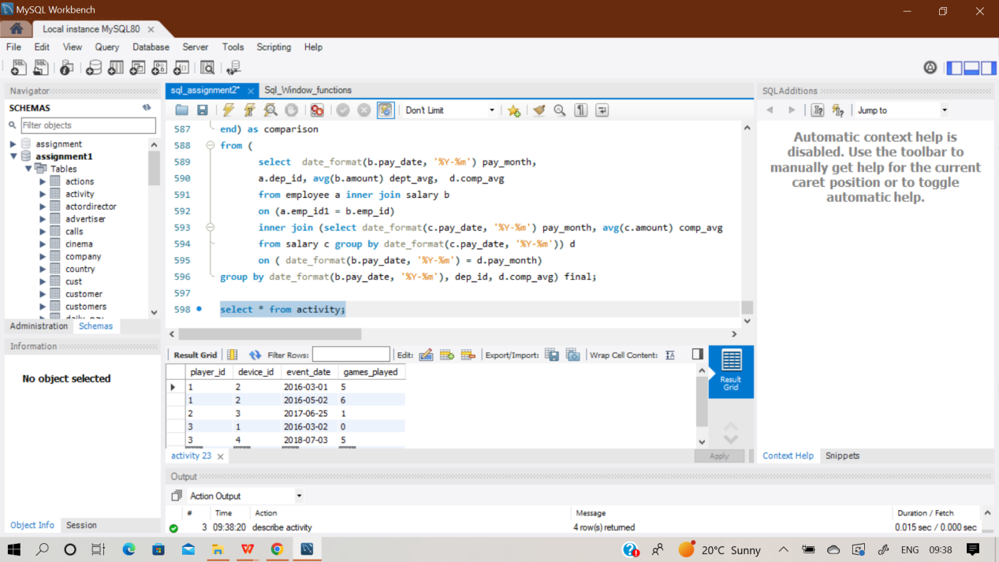 MySQL Workbench
Local instance MySQL80
File Edit View Query Database Server Tools Scripting Help
Navigator
SCHEMAS
Filter objects
assignment
assignment1
Tables
actions
activity
actordirector
advertiser
calls
cinema
company
country
cust
customer
customers
Administration Schemas
Information
No object selected
Object Info Session
sql_assignment2* Sql_Window_functions
Don't Limit
587 end) as comparison
588 from (
589 select date_format(b.pay_date, '%Y-%m') pay_month,
590 a.dep_id, avg(b.amount) dept_avg, d.comp_avg
591 from employee a inner join salary b
592 on (a.emp_id1 = b.emp_id)
593 inner join (select date_format(c.pay_date, '%Y-%m') pay_month, avg(c.amount) comp_avg
594 from salary c group by date_format(c.pay_date, '%Y-%m')) d
595 on ( date_format(b.pay_date, '%Y-%m') = d.pay_month)
596 group by date_format(b.pay_date, '%Y-%m'), dep_id, d.comp_avg) final;
597
598 select * from activity;
Result Grid Filter Rows: Edit: Export/Import: Wrap Cell Content:
player_id device_id event_date games_played
1 2 2016-03-01 5
1 2 2016-05-02 6
2 3 2017-06-25 1
3 1 2016-03-02 0
3 4 2018-07-03 5
Result Grid
activity 23
Apply
Output
Action Output
# Time Action Message Duration / Fetch
3 09:38:20 describe activity 4 row(s) returned 0.015 sec / 0.000 sec
SQLAdditions
Jump to
Automatic context help is
disabled. Use the toolbar to
manually get help for the current
caret position or to toggle
automatic help.
Context Help Snippets
20°C Sunny ENG 09:38